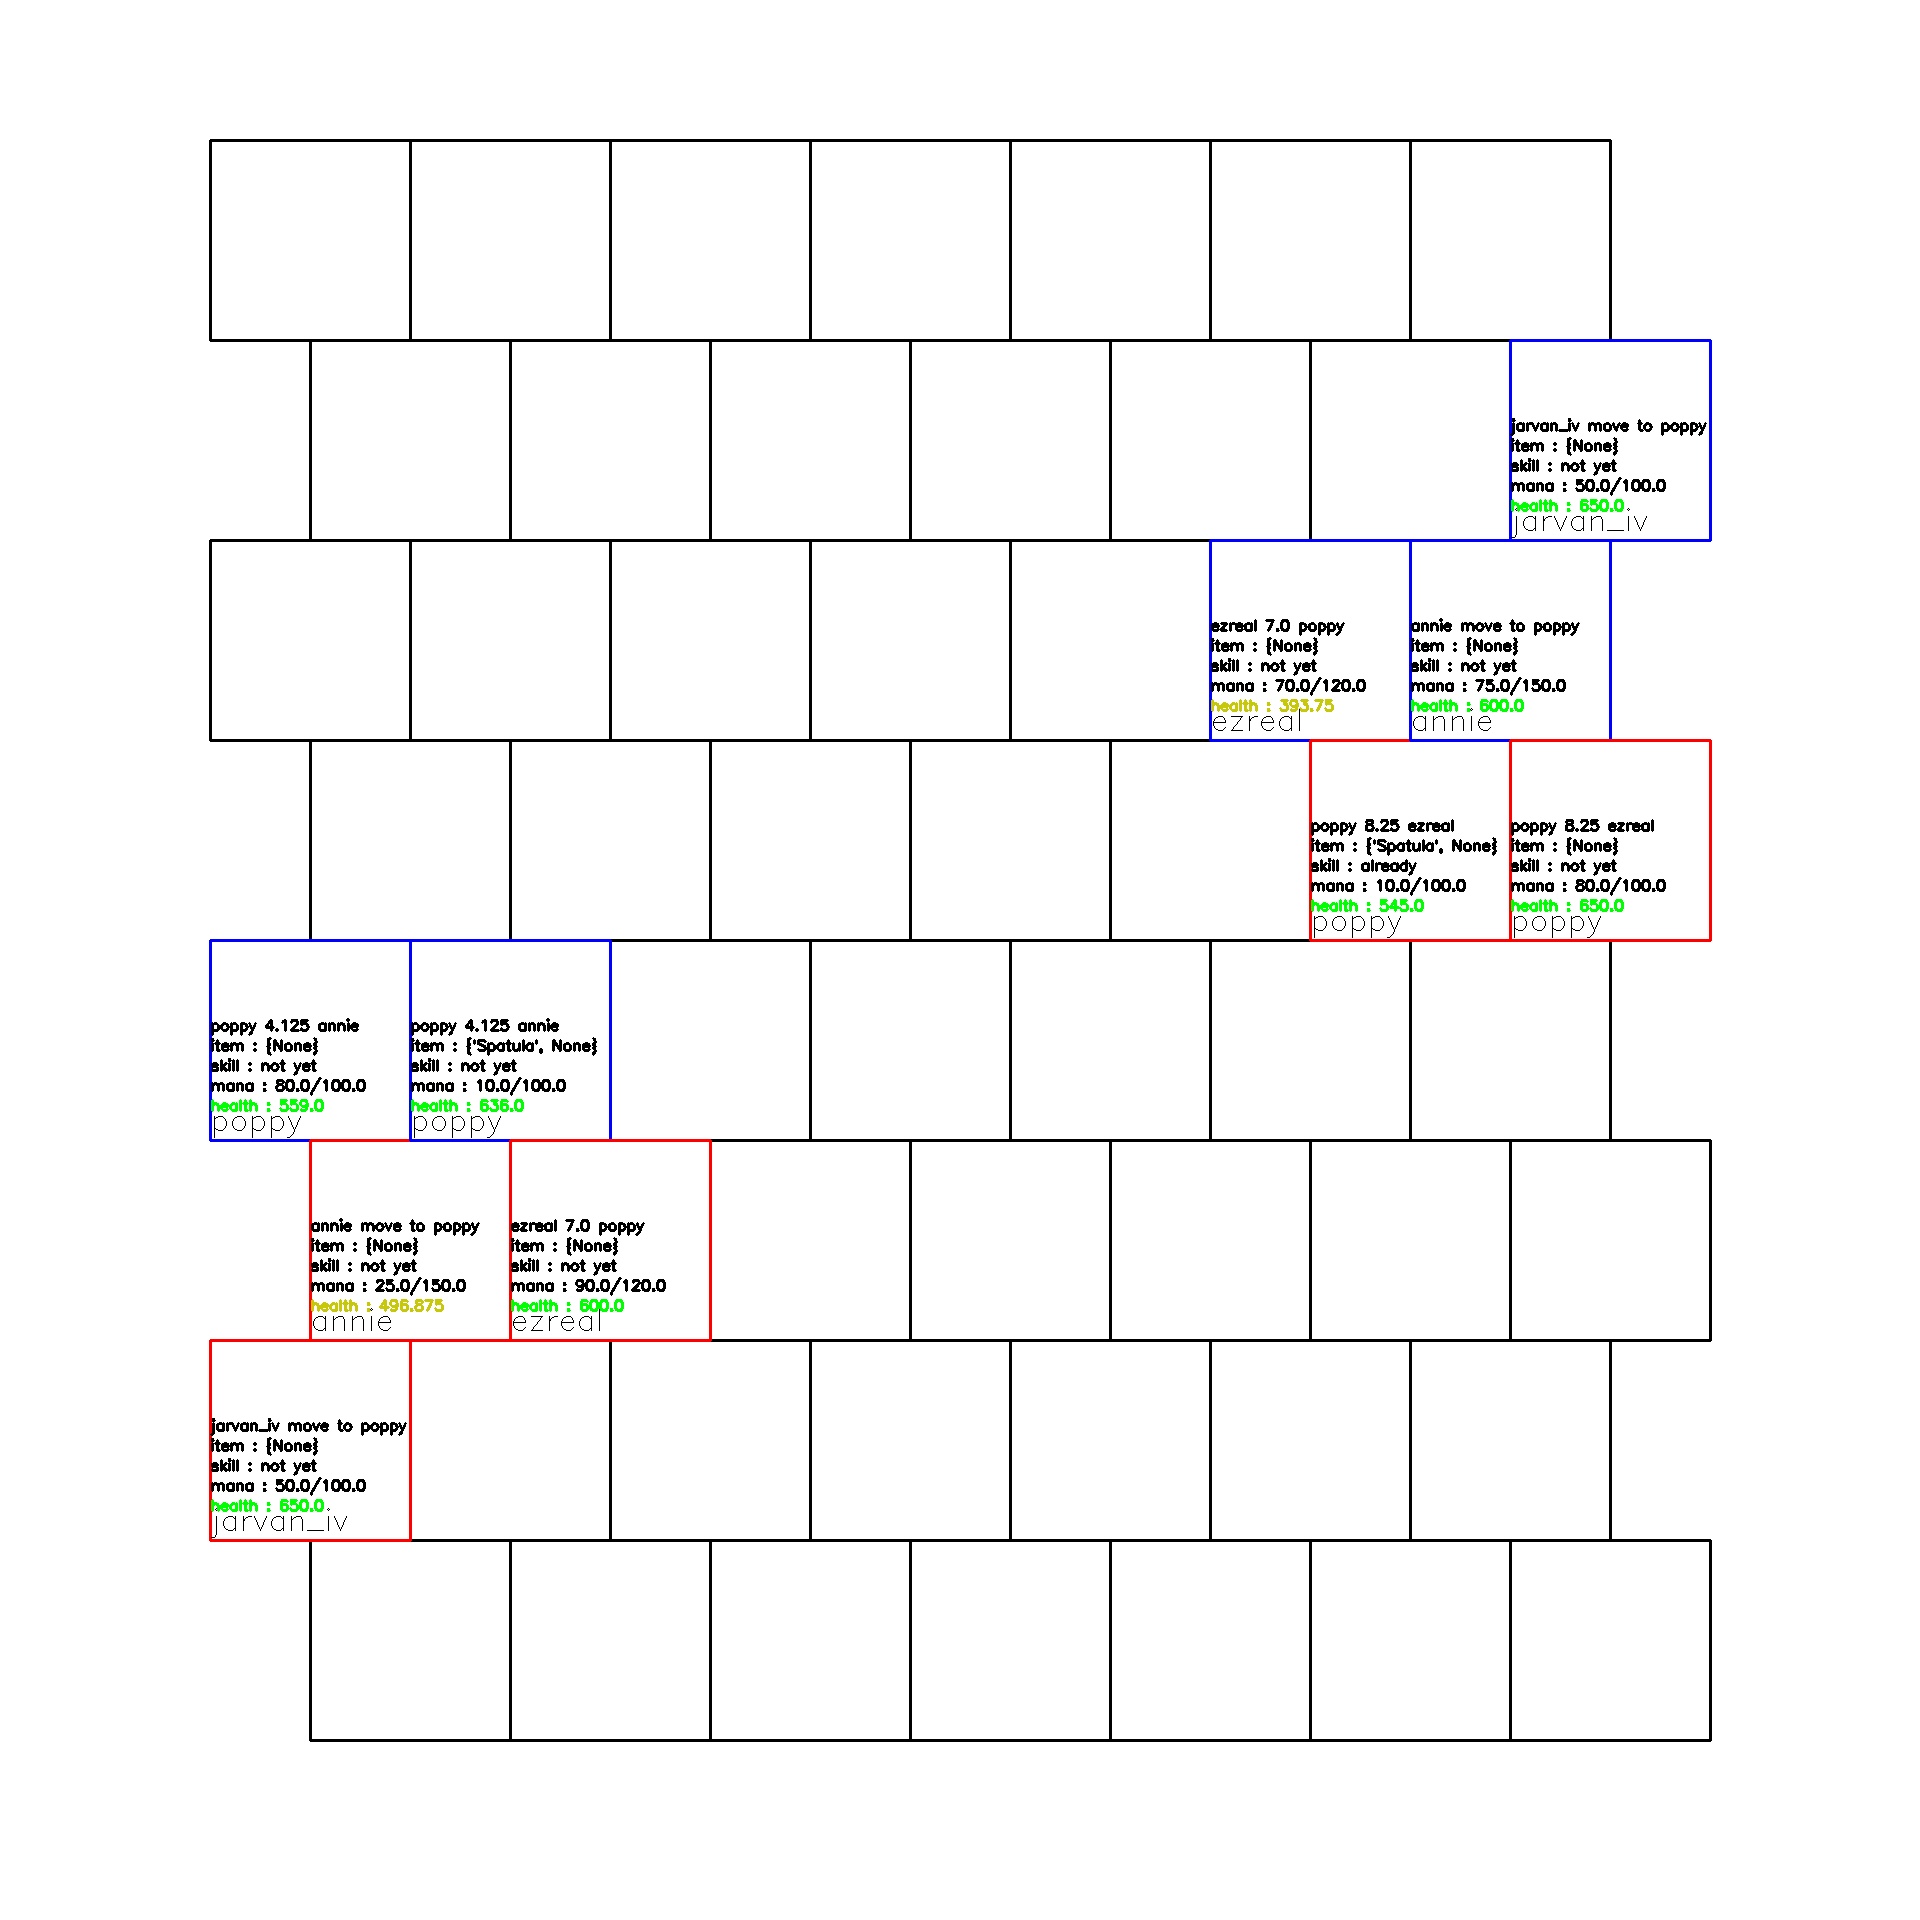 jarvan_iv move to poppy
item : {None}
skill : not yet
mana : 50.0/100.0
health : 650.0
jarvan_iv
ezreal 7.0 poppy
item : {None}
skill : not yet
mana : 70.0/120.0
health : 393.75
ezreal
annie move to poppy
item : {None}
skill : not yet
mana : 75.0/150.0
health : 600.0
annie
poppy 8.25 ezreal
item : {'Spatula', None}
skill : already
mana : 10.0/100.0
health : 545.0
poppy
poppy 8.25 ezreal
item : {None}
skill : not yet
mana : 80.0/100.0
health : 650.0
poppy
poppy 4.125 annie
item : {None}
skill : not yet
mana : 80.0/100.0
health : 559.0
poppy
poppy 4.125 annie
item : {'Spatula', None}
skill : not yet
mana : 10.0/100.0
health : 636.0
poppy
annie move to poppy
item : {None}
skill : not yet
mana : 25.0/150.0
health : 496.875
annie
ezreal 7.0 poppy
item : {None}
skill : not yet
mana : 90.0/120.0
health : 600.0
ezreal
jarvan_iv move to poppy
item : {None}
skill : not yet
mana : 50.0/100.0
health : 650.0
jarvan_iv